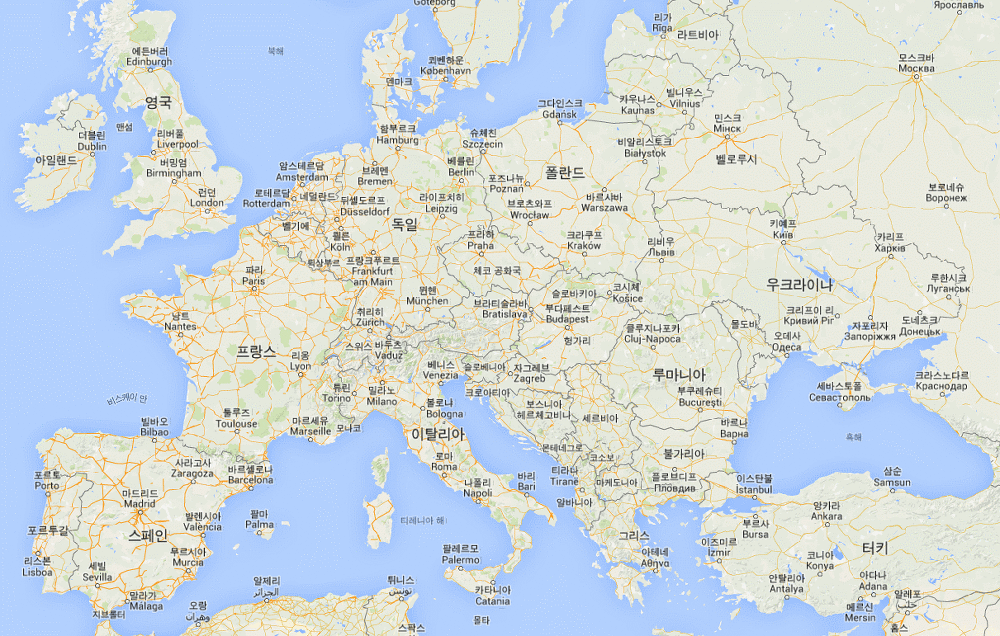 Göteborg
Ярославль
리가
Rīga
라트비아
북해
에든버러
Edinburgh
쾨벤하운
København
덴마크
모스크바
Москва
영국
맨섬
더블린
Dublin
아일랜드
리버풀
Liverpool
버밍엄
Birmingham
런던
London
함부르크
Hamburg
슈체친
Szczecin
그다인스크
Gdańsk
카우나스
Kaunas
빌니우스
Vilnius
민스크
Мінск
벨로루시
비알리스토크
Białystok
암스테르담
Amsterdam
로테르담
Rotterdam
네덜란드
브레멘
Bremen
베를린
Berlin
포즈나뉴
Poznań
폴란드
바르샤바
Warszawa
보로네슈
Воронеж
벨기에
뒤셀도르프
Düsseldorf
쾰른
Köln
독일
라이프치히
Leipzig
브로츠와프
Wrocław
크라쿠프
Kraków
리비우
Львів
키예프
Київ
카리프
Харків
룩상부르
프랑크푸르트
Frankfurt
am Main
프라하
Praha
체코 공화국
파리
Paris
뮌헨
München
슬로바키아
코시체
Košice
브라티슬라바
Bratislava
부다페스트
Budapest
헝가리
우크라이나
루한시크
Луганськ
낭트
Nantes
취리히
Zürich
스위스
바두츠
Vaduz
프랑스
리옹
Lyon
클루지나포카
Cluj-Napoca
몰도바
크리프이 리
Кривий Ріг
오데사
Одеса
자포리자
Запоріжжя
도네츠크
Донецьк
베니스
Venezia
슬로베니아
자그레브
Zagreb
크로아티아
튜린
Torino
밀라노
Milano
볼로냐
Bologna
루마니아
부쿠레슈티
București
세바스토폴
Севастополь
크라스노다르
Краснодар
비스케이 만
빌바오
Bilbao
툴루즈
Toulouse
마르세유
Marseille
모나코
이탈리아
보스니아
헤르체고비나
세르비아
몬테네그로
코소보
바르나
Варна
흑해
불가리아
플로브디프
Пловдив
포르토
Porto
사라고사
Zaragoza
바르셀로나
Barcelona
로마
Roma
나폴리
Napoli
바리
Bari
티라나
Tiranë
마케도니아
알바니아
이스탄불
İstanbul
삼순
Samsun
마드리드
Madrid
스페인
발렌시아
València
팔마
Palma
티레니아 해
앙카라
Ankara
부르사
Bursa
포르투갈
리스본
Lisboa
세빌
Sevilla
무르시아
Murcia
말라가
Málaga
지브롤터
팔레르모
Palermo
카타니아
Catania
그리스
아테네
Αθήνα
이즈미르
İzmir
코니아
Konya
터키
안탈리아
Antalya
아다나
Adana
메르신
Mersin
알레포
حلب
홈스
오랑
وهران
알제리
الجزائر
튀니스
تونس
스팍스
몰타